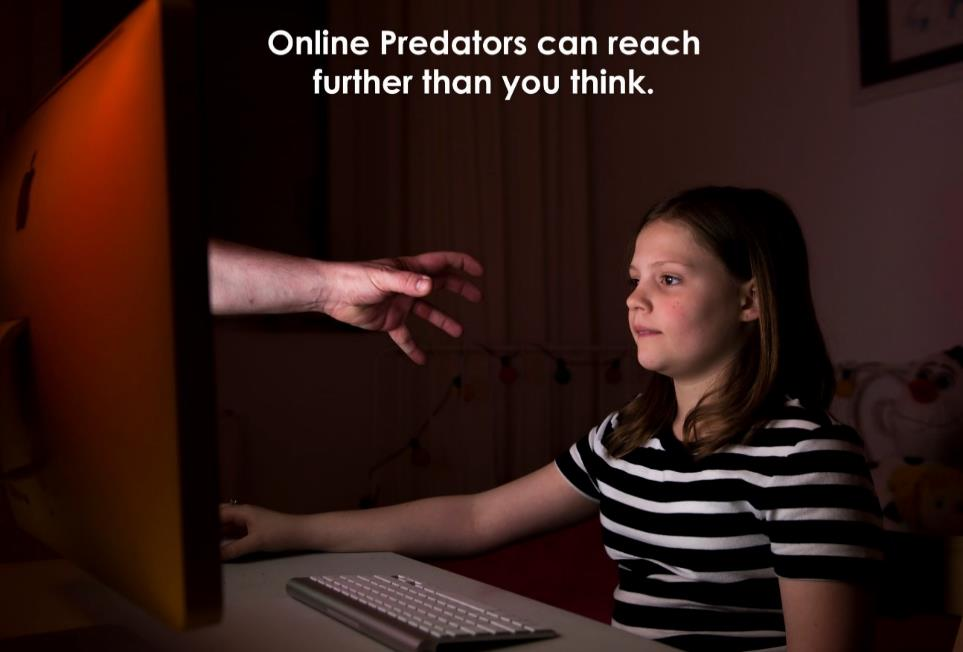 Online Predators can reach
further than you think.